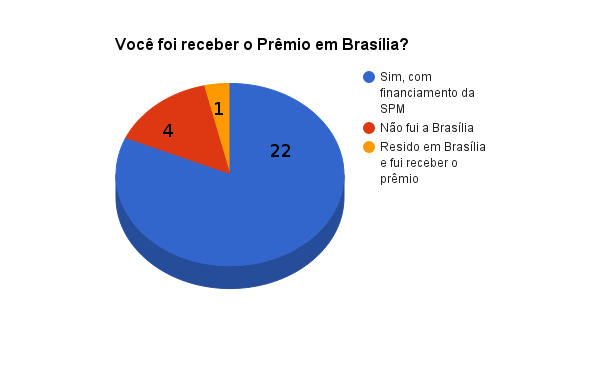 Você foi receber o Prêmio em Brasília?
Sim, com
financiamento da
SPM
Não fui a Brasília
Resido em Brasília
e fui receber o
prêmio
1
4
22